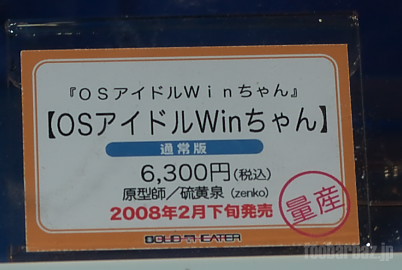 『OSアイドルWinちゃん』
【OSアイドルWinちゃん】
通常版
6,300円(税込)
原型師/硫黄泉 (zenko)
2008年2月下旬発売
量産